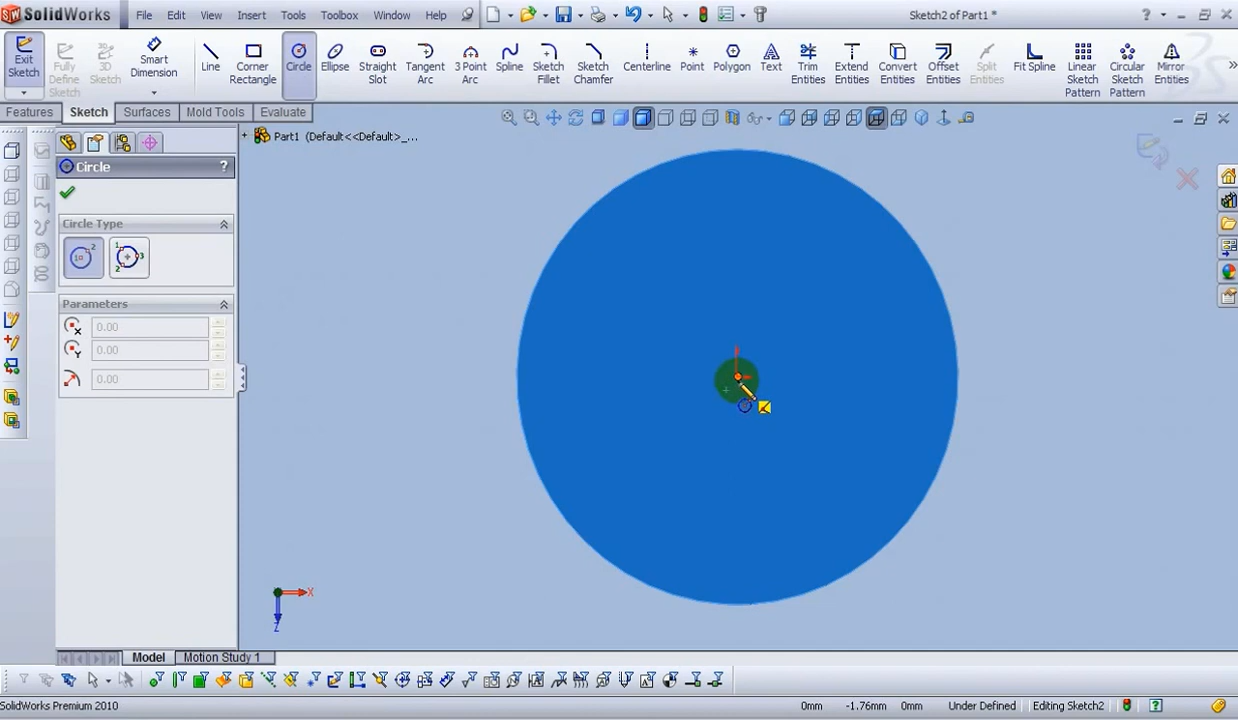 SolidWorks File Edit View Insert Tools Toolbox Window Help Sketch2 of Part1 *
Exit Sketch
Fully Define Sketch
3D Sketch
Smart Dimension
Line
Corner Rectangle
Circle
Ellipse
Straight Slot
Tangent Arc
3 Point Arc
Spline
Sketch Fillet
Sketch Chamfer
Centerline
Point
Polygon
Text
Trim Entities
Extend Entities
Convert Entities
Offset Entities
Split Entities
Fit Spline
Linear Sketch Pattern
Circular Sketch Pattern
Mirror Entities
Features Sketch Surfaces Mold Tools Evaluate
Part1 (Default<<Default>_...
Circle ?
Circle Type
Parameters
X 0.00
Y 0.00
0.00
X
Z
Model Motion Study 1
SolidWorks Premium 2010 0mm -1.76mm 0mm Under Defined Editing Sketch2